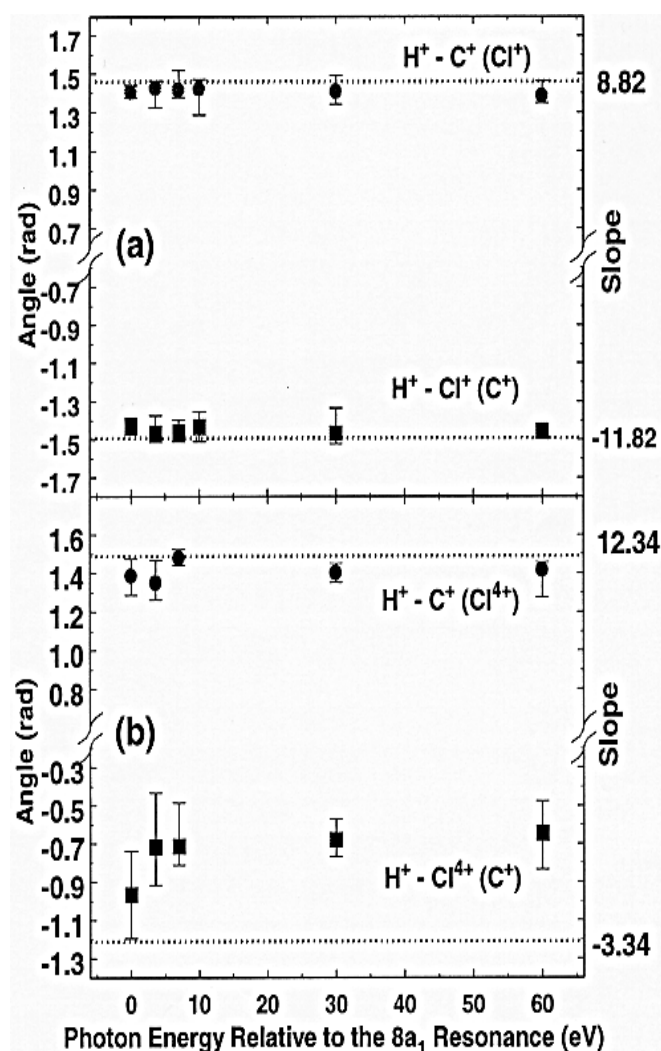 1.7
1.5
1.3
1.1
0.9
0.7
-0.7
-0.9
-1.1
-1.3
-1.5
-1.7
Angle (rad)
(a)
H⁺ - C⁺ (Cl⁺)
8.82
Slope
H⁺ - Cl⁺ (C⁺)
-11.82
1.6
1.4
1.2
1.0
0.8
-0.3
-0.5
-0.7
-0.9
-1.1
-1.3
Angle (rad)
(b)
12.34
H⁺ - C⁺ (Cl⁴⁺)
Slope
H⁺ - Cl⁴⁺ (C⁺)
-3.34
0 10 20 30 40 50 60
Photon Energy Relative to the 8a₁ Resonance (eV)